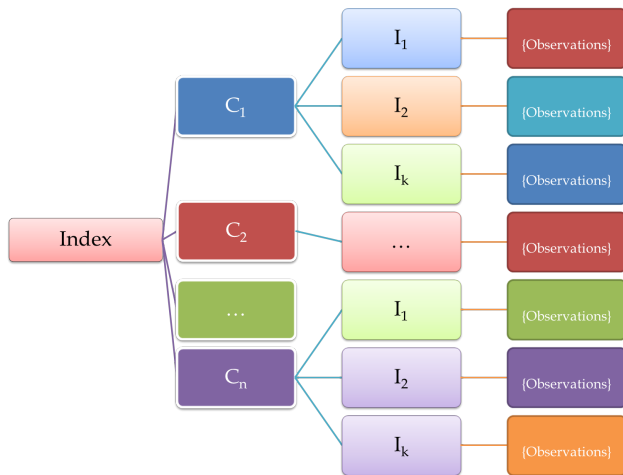 I₁ {Observations}
C₁ I₂ {Observations}
Iₖ {Observations}
Index C₂ … {Observations}
… I₁ {Observations}
Cₙ I₂ {Observations}
Iₖ {Observations}